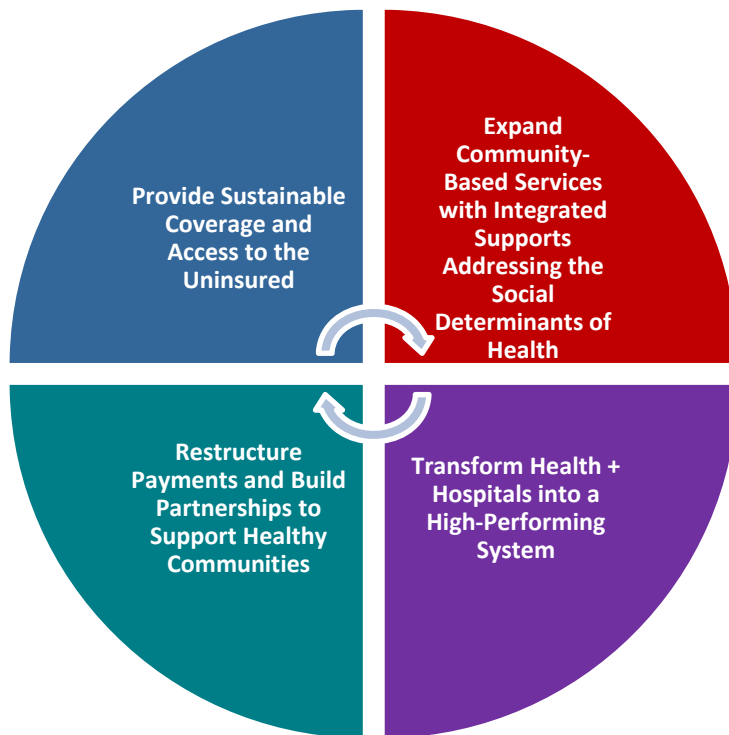 Provide Sustainable
Coverage and
Access to the
Uninsured
Expand
Community-
Based Services
with Integrated
Supports
Addressing the
Social
Determinants of
Health
Restructure
Payments and Build
Partnerships to
Support Healthy
Communities
Transform Health +
Hospitals into a
High-Performing
System